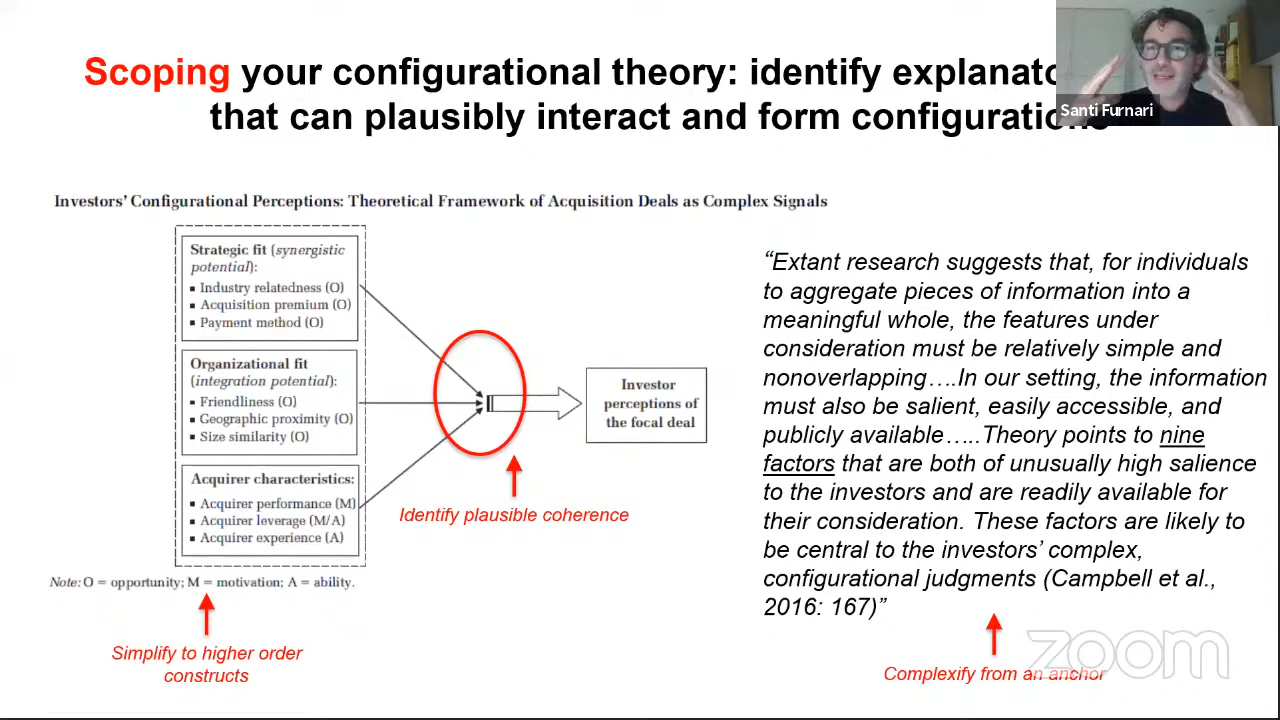 Scoping your configurational theory: identify explanato
that can plausibly interact and form configurations
Santi Furnari
Investors' Configurational Perceptions: Theoretical Framework of Acquisition Deals as Complex Signals
Strategic fit (synergistic
potential):
▪ Industry relatedness (O)
▪ Acquisition premium (O)
▪ Payment method (O)
Organizational fit
(integration potential):
▪ Friendliness (O)
▪ Geographic proximity (O)
▪ Size similarity (O)
Acquirer characteristics:
▪ Acquirer performance (M)
▪ Acquirer leverage (M/A)
▪ Acquirer experience (A)
Note: O = opportunity; M = motivation; A = ability.
Simplify to higher order
constructs
Identify plausible coherence
Investor
perceptions of
the focal deal
“Extant research suggests that, for individuals
to aggregate pieces of information into a
meaningful whole, the features under
consideration must be relatively simple and
nonoverlapping….In our setting, the information
must also be salient, easily accessible, and
publicly available…..Theory points to nine
factors that are both of unusually high salience
to the investors and are readily available for
their consideration. These factors are likely to
be central to the investors’ complex,
configurational judgments (Campbell et al.,
2016: 167)”
Complexify from an anchor
zoom